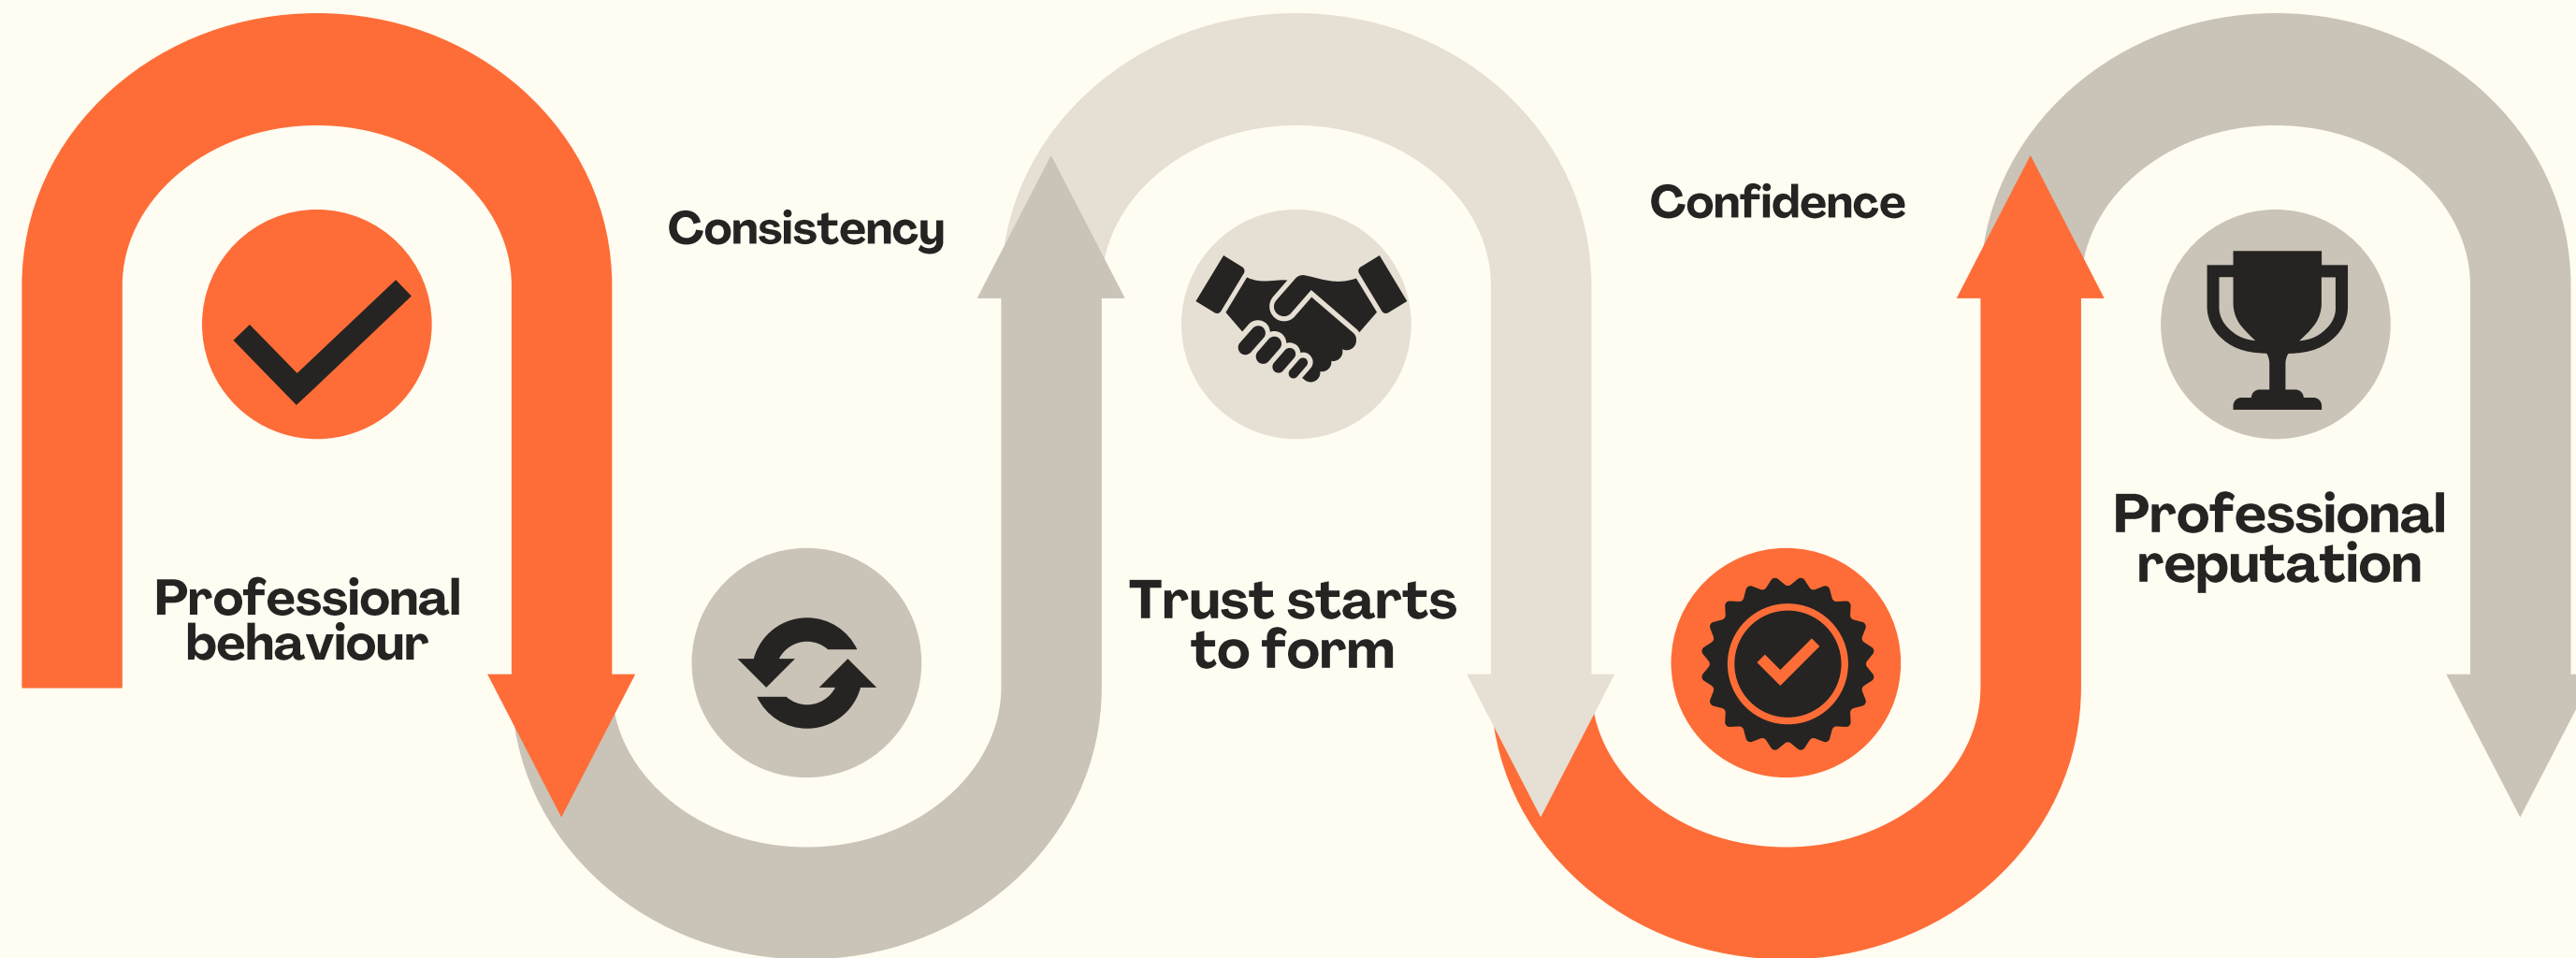 Professional
behaviour
Consistency
Trust starts
to form
Confidence
Professional
reputation